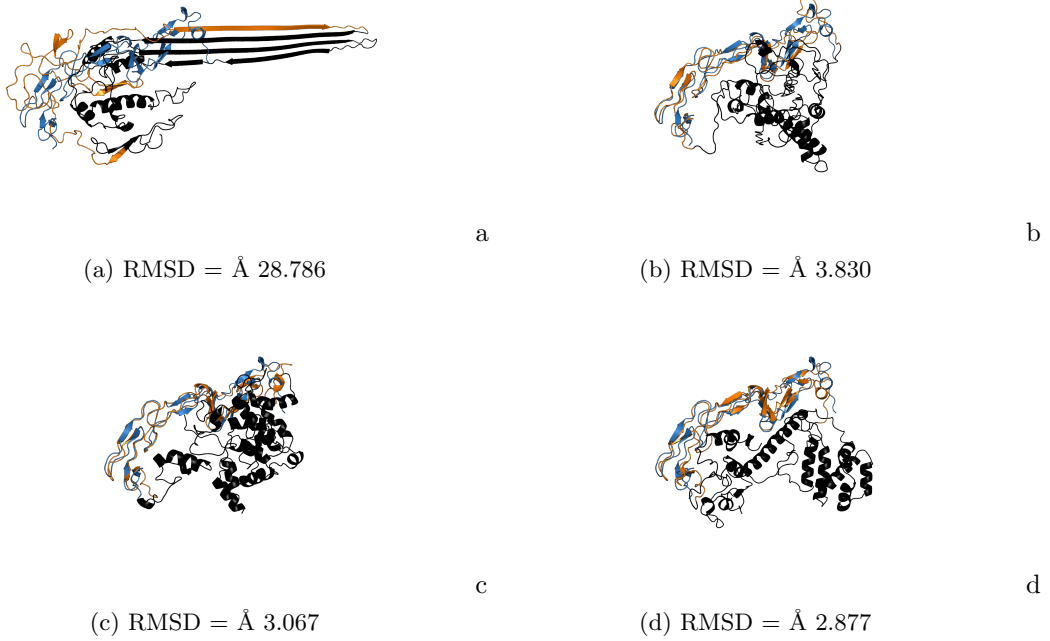 a
b
(a) RMSD = Å 28.786
(b) RMSD = Å 3.830
c
d
(c) RMSD = Å 3.067
(d) RMSD = Å 2.877